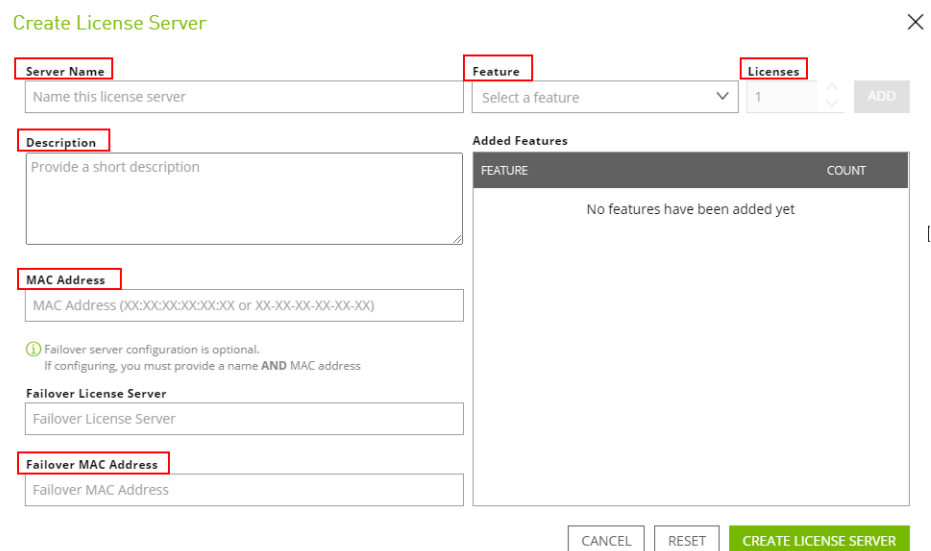 Create License Server
Server Name
Name this license server
Feature
Select a feature
Licenses
1
ADD
Description
Provide a short description
Added Features
FEATURE COUNT
No features have been added yet
MAC Address
MAC Address (XX:XX:XX:XX:XX:XX or XX-XX-XX-XX-XX-XX)
Failover server configuration is optional.
If configuring, you must provide a name AND MAC address
Failover License Server
Failover License Server
Failover MAC Address
Failover MAC Address
CANCEL
RESET
CREATE LICENSE SERVER